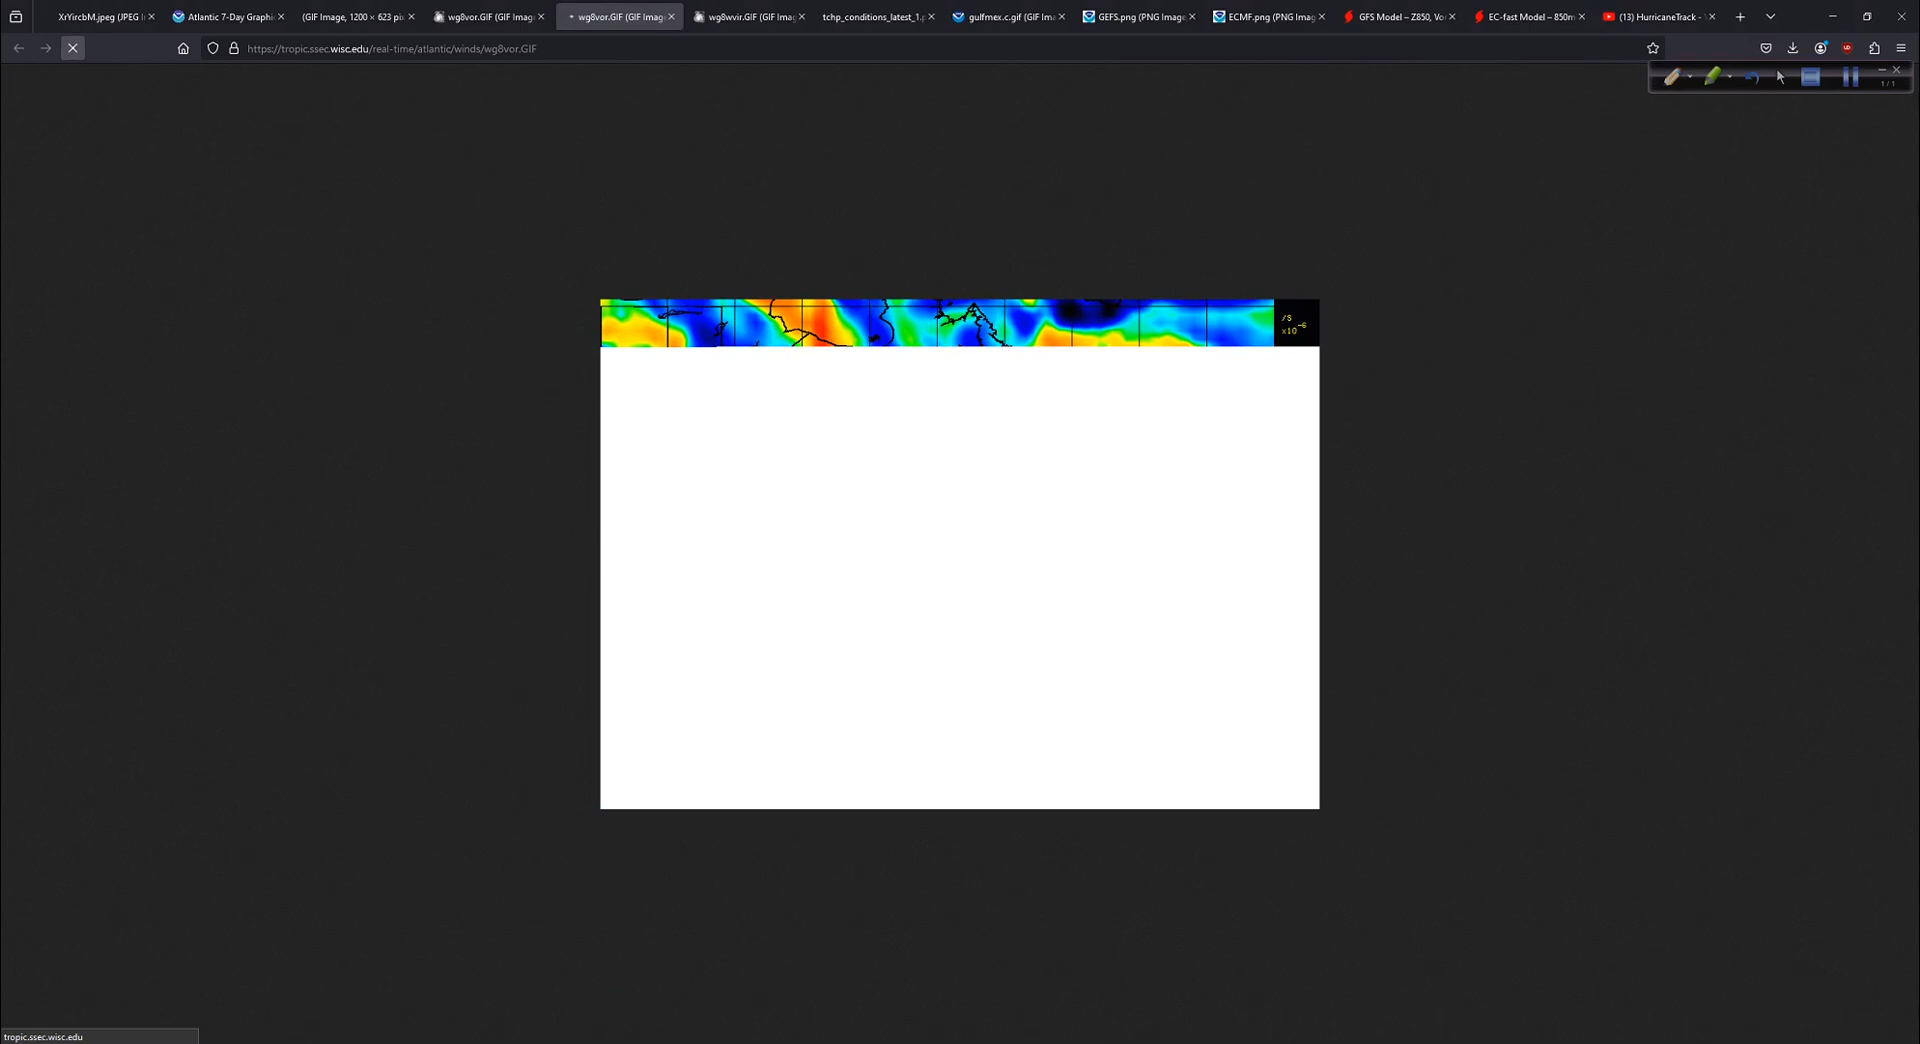 XrYircbM.jpeg (JPEG I
Atlantic 7-Day Graphi
(GIF Image, 1200 × 623 pi
wg8vor.GIF (GIF Imag
wg8vor.GIF (GIF Imag
wg8wvir.GIF (GIF Imag
tchp_conditions_latest_1.p
gulfmex.c.gif (GIF Im
GEFS.png (PNG Image
ECMF.png (PNG Imag
GFS Model – Z850, Vo
EC-fast Model – 850m
(13) HurricaneTrack -
https://tropic.ssec.wisc.edu/real-time/atlantic/winds/wg8vor.GIF
1/1
/S
x10-6
tropic.ssec.wisc.edu